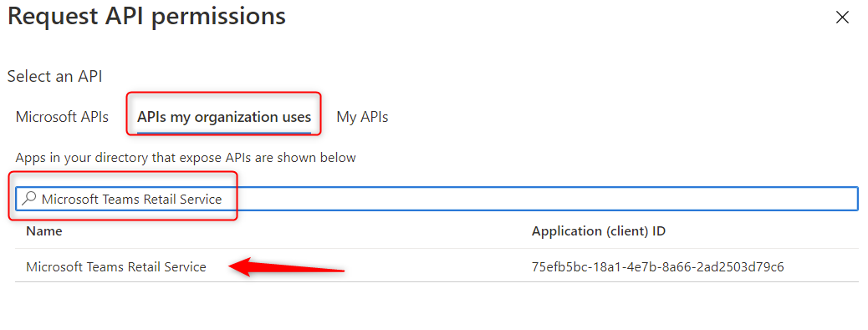 Request API permissions
Select an API
Microsoft APIs APIs my organization uses My APIs
Apps in your directory that expose APIs are shown below
Microsoft Teams Retail Service
Name Application (client) ID
Microsoft Teams Retail Service 75efb5bc-18a1-4e7b-8a66-2ad2503d79c6